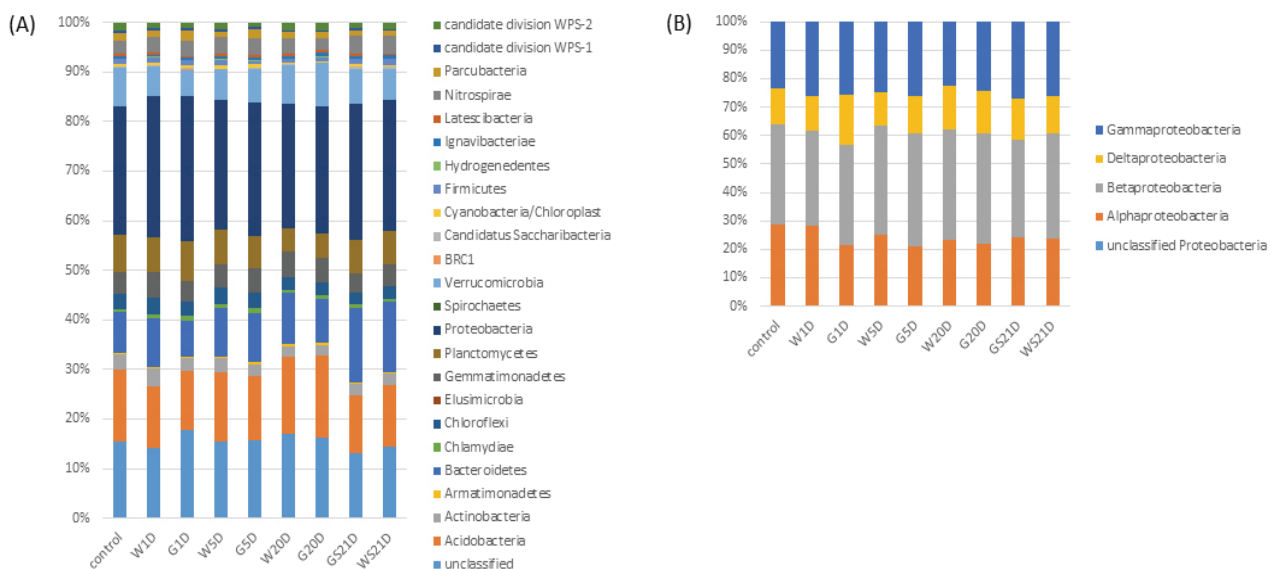 (A)
100%
90%
80%
70%
60%
50%
40%
30%
20%
10%
0%
control
W1D
G1D
W5D
G5D
W20D
G20D
GS21D
WS21D
candidate division WPS-2
candidate division WPS-1
Parcubacteria
Nitrospirae
Latescibacteria
Ignavibacteriae
Hydrogenedentes
Firmicutes
Cyanobacteria/Chloroplast
Candidatus Saccharibacteria
BRC1
Verrucomicrobia
Spirochaetes
Proteobacteria
Planctomycetes
Gemmatimonadetes
Elusimicrobia
Chloroflexi
Chlamydiae
Bacteroidetes
Armatimonadetes
Actinobacteria
Acidobacteria
unclassified
(B)
100%
90%
80%
70%
60%
50%
40%
30%
20%
10%
0%
control
W1D
G1D
W5D
G5D
W20D
G20D
GS21D
WS21D
Gammaproteobacteria
Deltaproteobacteria
Betaproteobacteria
Alphaproteobacteria
unclassified Proteobacteria